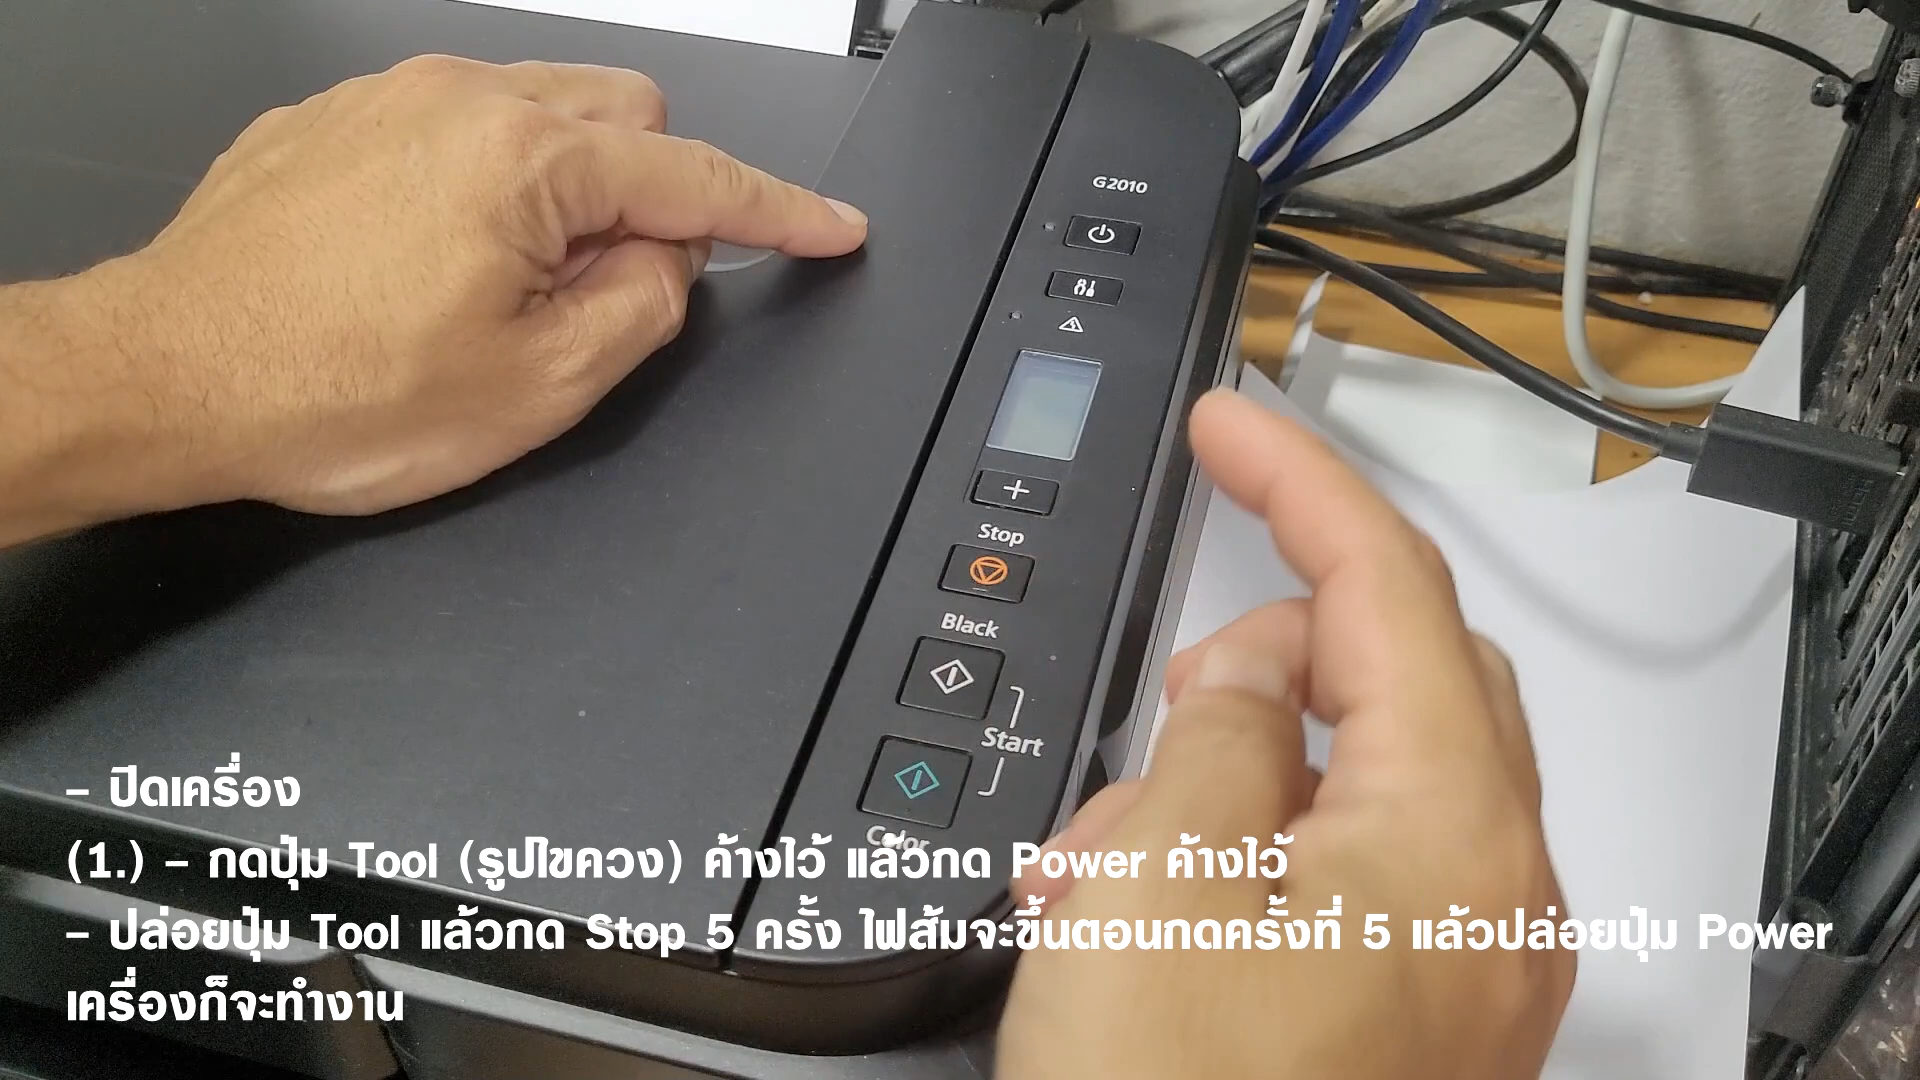 G2010
Stop
Black
Start
Color
- ปิดเครื่อง
(1.) - กดปุ่ม Tool (รูปไขควง) ค้างไว้ แล้วกด Power ค้างไว้
- ปล่อยปุ่ม Tool แล้วกด Stop 5 ครั้ง ไฟส้มจะขึ้นตอนกดครั้งที่ 5 แล้วปล่อยปุ่ม Power
เครื่องก็จะทำงาน